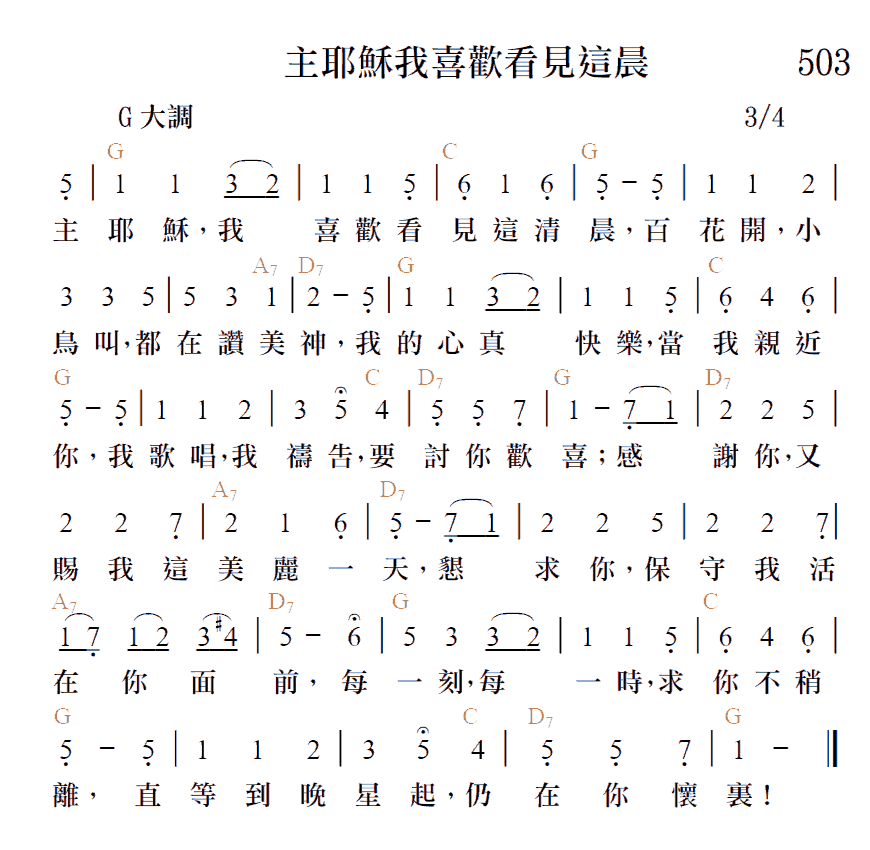 主耶穌我喜歡看見這晨 503
G 大調 3/4
G C G
5 | 1 1 3 2 | 1 1 5 | 6 1 6 | 5 – 5 | 1 1 2 |
主耶穌，我 喜歡看見這清晨，百花開，小
A7 D7 G C
3 3 5 | 5 3 1 | 2 – 5 | 1 1 3 2 | 1 1 5 | 6 4 6 |
鳥叫，都在讚美神，我的心真 快樂，當我親近
G C D7 G D7
5 – 5 | 1 1 2 | 3 5 4 | 5 5 7 | 1 – 7 1 | 2 2 5 |
你，我歌唱，我禱告，要討你歡喜；感 謝你，又
A7 D7
2 2 7 | 2 1 6 | 5 – 7 1 | 2 2 5 | 2 2 7 |
賜我這美麗一天，懇 求你，保守我活
A7 D7 G C
1 7 1 2 3 #4 | 5 – 6 | 5 3 3 2 | 1 1 5 | 6 4 6 |
在你面前，每一刻，每 一時，求你不稍
G C D7 G
5 – 5 | 1 1 2 | 3 5 4 | 5 5 7 | 1 – ‖
離，直等到晚星起，仍在你懷裏！